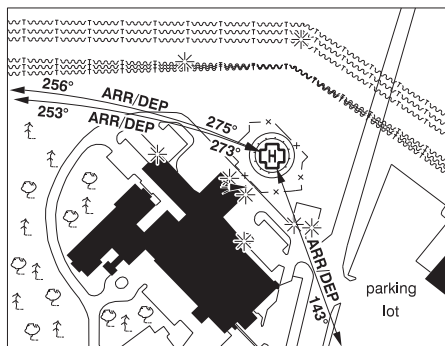 256°
ARR/DEP
253°
ARR/DEP
275°
273°
H
ARR/DEP
143°
parking
lot